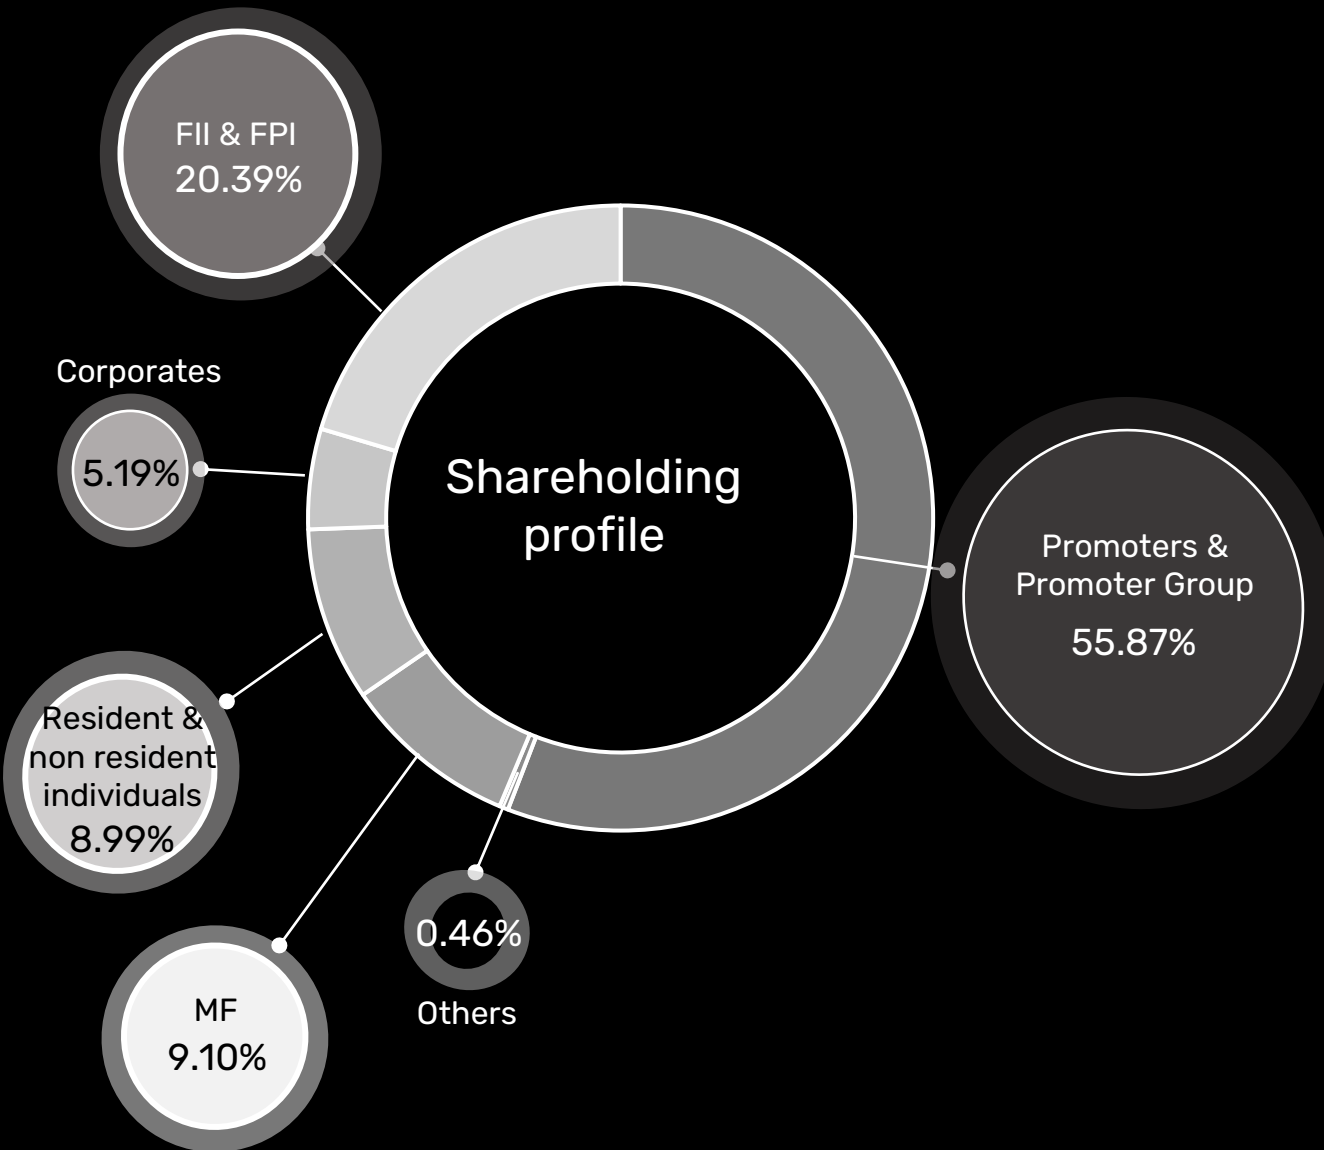 FII & FPI
20.39%
Corporates
5.19%
Shareholding
profile
Promoters &
Promoter Group
55.87%
Resident &
non resident
individuals
8.99%
0.46%
Others
MF
9.10%